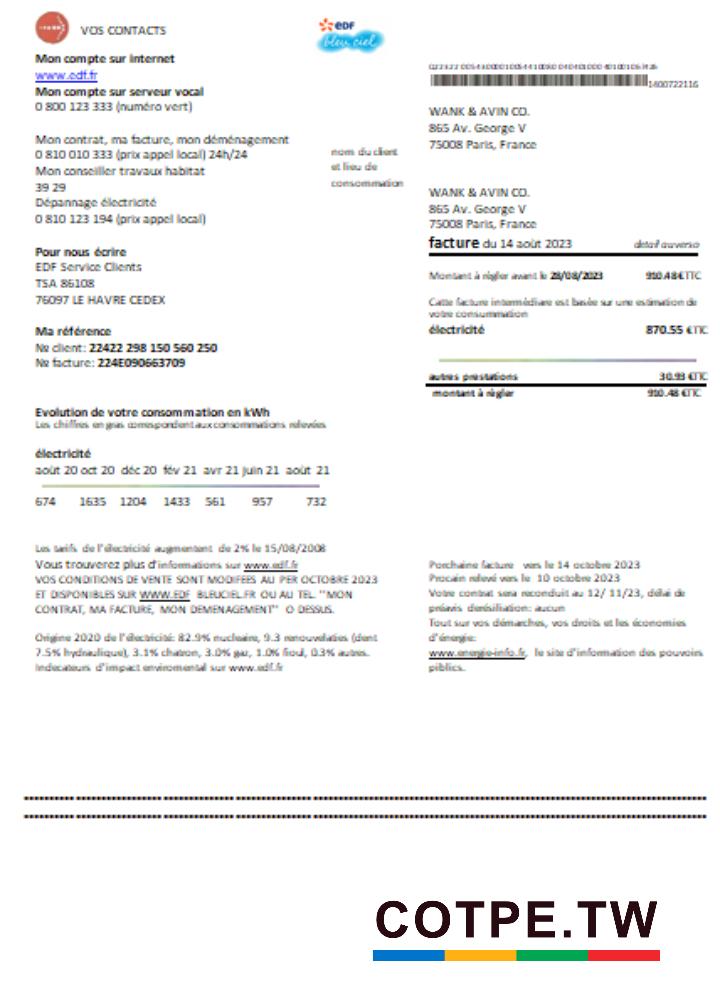 VOS CONTACTS
Mon compte sur internet
www.edf.fr
Mon compte sur serveur vocal
0 800 123 333 (numéro vert)
Mon contrat, ma facture, mon déménagement
0 810 010 333 (prix appel local) 24h/24
Mon conseiller travaux habitat
39 29
Dépannage électricité
0 810 123 194 (prix appel local)
Pour nous écrire
EDF Service Clients
TSA 86108
76097 LE HAVRE CEDEX
Ma référence
No client: 22422 298 150 560 250
No facture: 224E090663709
Evolution de votre consommation en kWh
Les chiffres en gras correspondent aux consommations relevées
électricité
août 20 oct 20 déc 20 fév 21 avr 21 juin 21 août 21
674 1635 1204 1433 561 957 732
Les tarifs de l'électricité augmentent de 2% le 15/08/2008
Vous trouverez plus d'informations sur www.edf.fr
VOS CONDITIONS DE VENTE SONT MODIFEES AU PER OCTOBRE 2023
ET DISPONIBLES SUR WWW.EDF BLEUCIEL.FR OU AU TEL. "MON
CONTRAT, MA FACTURE, MON DEMENAGEMENT" O DESSUS.
Origine 2020 de l'électricité: 82.9% nucleaire, 9.3 renouvelaties (dent
7.5% hydraulique), 3.1% chatron, 3.0% gaz, 1.0% fioul, 0.3% autres.
Indecateurs d'impact enviromental sur www.edf.fr
EDF
bleu ciel
nom du client
et lieu de
consommation
1400722116
WANK & AVIN CO.
865 Av. George V
75008 Paris, France
WANK & AVIN CO.
865 Av. George V
75008 Paris, France
facture du 14 août 2023 detail au verso
Montant à régler avant le 28/08/2023 910.48 €TTC
Catte facture intermédiare est basée sur une estimation de
votre consummation
électricité 870.55 €TTC
autres prestations 30.93 €TTC
montant à régler 910.48 €TTC
Porchaine facture vers le 14 octobre 2023
Procain relevé vers le 10 octobre 2023
Votre contrat sera reconduit au 12/ 11/23, délai de
préavis derésiliation: aucun
Tout sur vos démarches, vos droits et les économies
d'énergie:
www.energie-info.fr, le site d'information des pouvoirs
piblics.
COTPE.TW